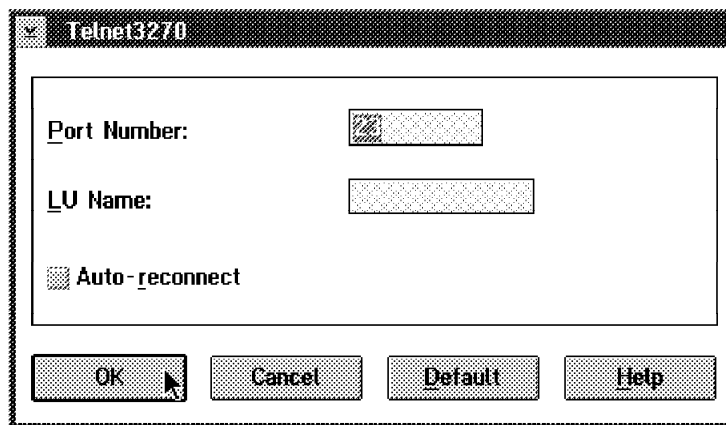 Telnet3270
Port Number:
LU Name:
Auto-reconnect
OK Cancel Default Help